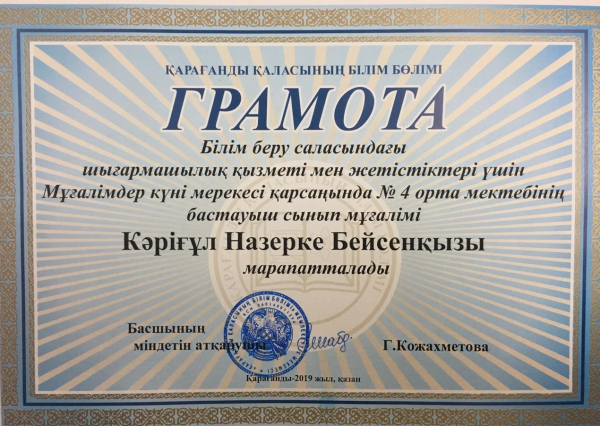 ҚАРАҒАНДЫ ҚАЛАСЫНЫҢ БІЛІМ БӨЛІМІ
ГРАМОТА
Білім беру саласындағы
шығармашылық қызметі мен жетістіктері үшін
Мұғалімдер күні мерекесі қарсаңында № 4 орта мектебінің
бастауыш сынып мұғалімі
Кәріғұл Назерке Бейсенқызы
марапатталады
Басшының
міндетін атқарушы
Г.Кожахметова
Қарағанды-2019 жыл, қазан